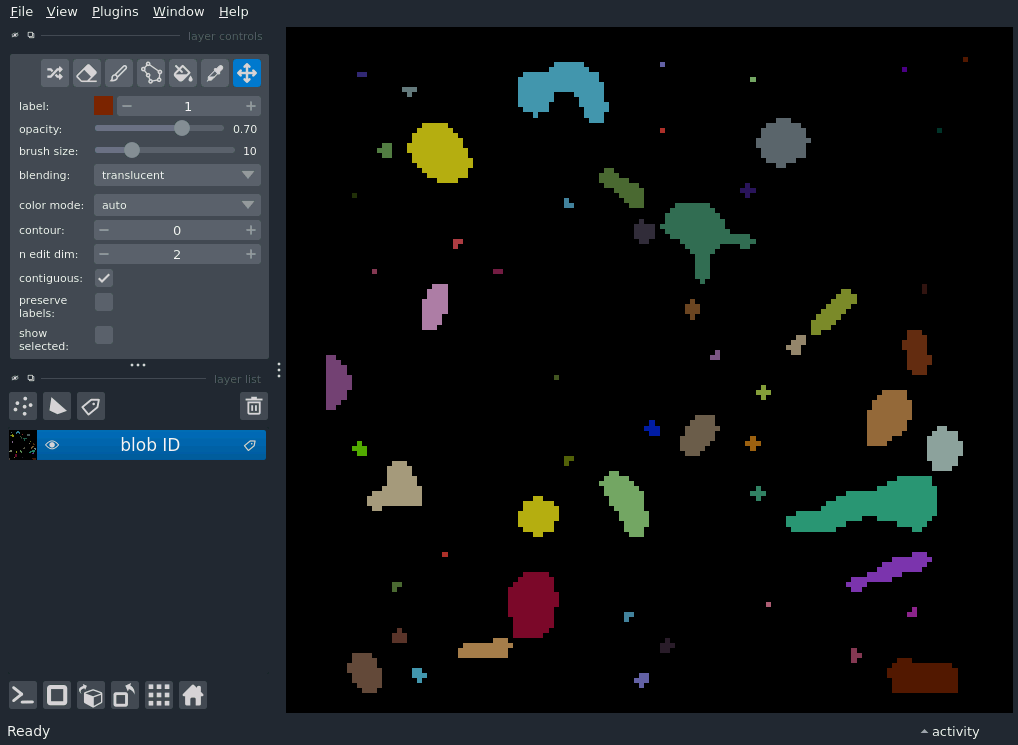 File View Plugins Window Help
layer controls
label: 1
opacity: 0.70
brush size: 10
blending: translucent
color mode: auto
contour: 0
n edit dim: 2
contiguous:
preserve
labels:
show
selected:
layer list
blob ID
Ready
activity